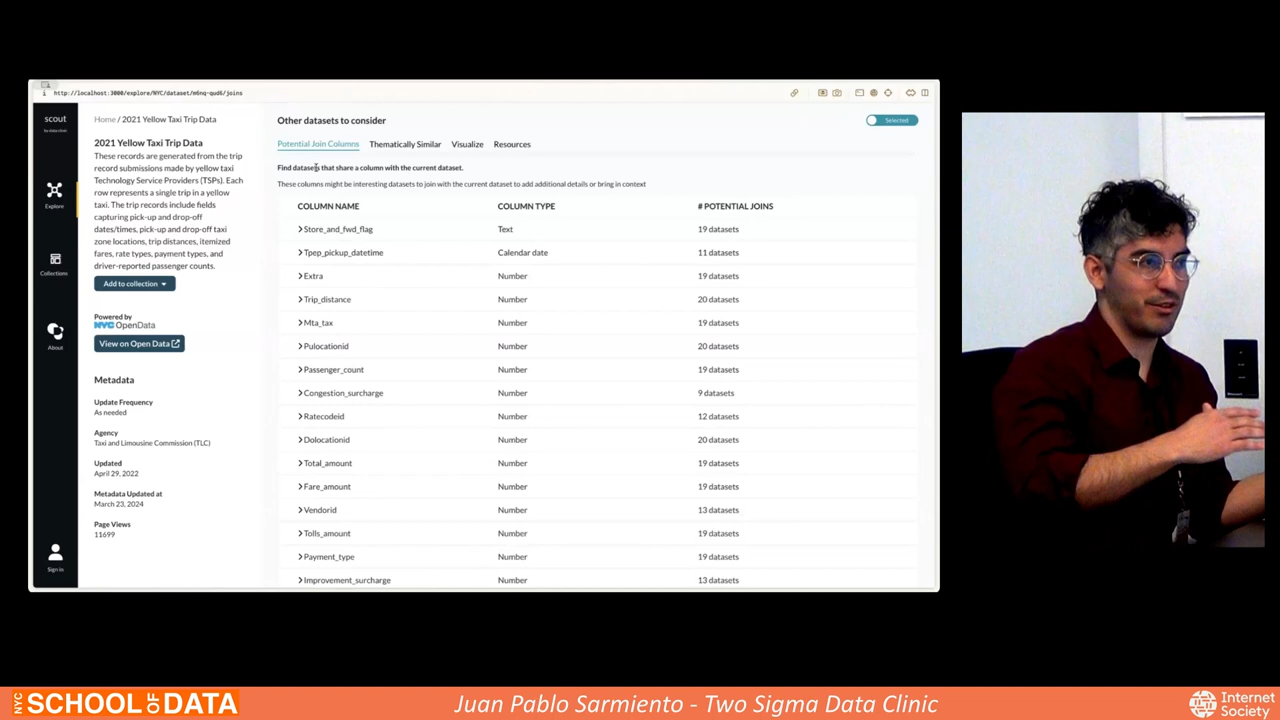 http://localhost:3000/explore/NYC/dataset/m6nq-qud6/joins
scout
by data clinic
Explore
Collections
About
Sign in
Home / 2021 Yellow Taxi Trip Data
2021 Yellow Taxi Trip Data
These records are generated from the trip
record submissions made by yellow taxi
Technology Service Providers (TSPs). Each
row represents a single trip in a yellow
taxi. The trip records include fields
capturing pick-up and drop-off
dates/times, pick-up and drop-off taxi
zone locations, trip distances, itemized
fares, rate types, payment types, and
driver-reported passenger counts.
Add to collection
Powered by
NYC OpenData
View on Open Data
Metadata
Update Frequency
As needed
Agency
Taxi and Limousine Commission (TLC)
Updated
April 29, 2022
Metadata Updated at
March 23, 2024
Page Views
11699
Other datasets to consider
Selected
Potential Join Columns Thematically Similar Visualize Resources
Find datasets that share a column with the current dataset.
These columns might be interesting datasets to join with the current dataset to add additional details or bring in context
COLUMN NAME COLUMN TYPE # POTENTIAL JOINS
Store_and_fwd_flag Text 19 datasets
Tpep_pickup_datetime Calendar date 11 datasets
Extra Number 19 datasets
Trip_distance Number 20 datasets
Mta_tax Number 19 datasets
Pulocationid Number 20 datasets
Passenger_count Number 19 datasets
Congestion_surcharge Number 9 datasets
Ratecodeid Number 12 datasets
Dolocationid Number 20 datasets
Total_amount Number 19 datasets
Fare_amount Number 19 datasets
Vendorid Number 13 datasets
Tolls_amount Number 19 datasets
Payment_type Number 19 datasets
Improvement_surcharge Number 13 datasets
NYC SCHOOL OF DATA
Juan Pablo Sarmiento - Two Sigma Data Clinic
Internet
Society